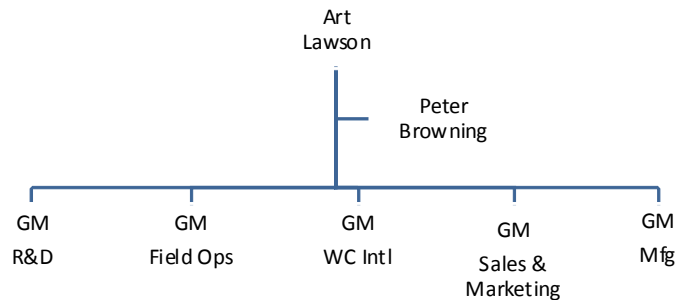 Art
Lawson
Peter
Browning
GM
R&D
GM
Field Ops
GM
WC Intl
GM
Sales &
Marketing
GM
Mfg